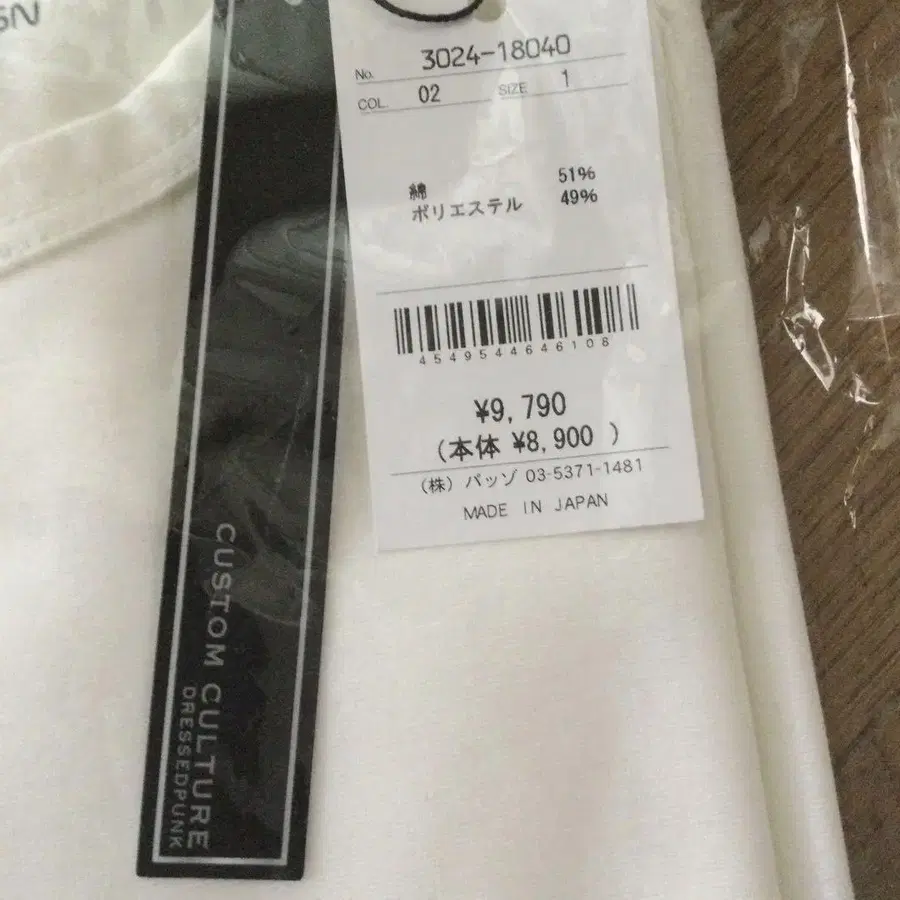 No. 3024-18040
COL. 02 SIZE 1
綿 51%
ポリエステル 49%
4549544646108
¥9,790
(本体 ¥8,900 )
(株) パッゾ 03-5371-1481
MADE IN JAPAN
CUSTOM CULTURE
DRESSEDPUNK